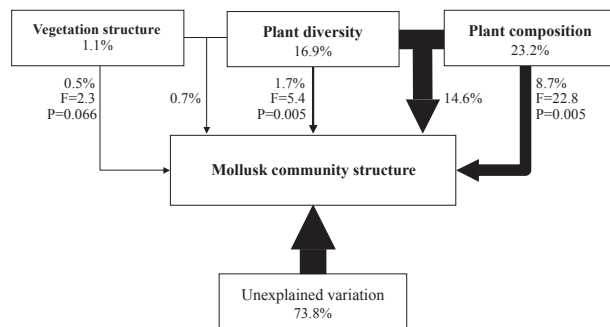 Vegetation structure
1.1%
Plant diversity
16.9%
Plant composition
23.2%
0.5%
F=2.3
P=0.066
0.7%
1.7%
F=5.4
P=0.005
14.6%
8.7%
F=22.8
P=0.005
Mollusk community structure
Unexplained variation
73.8%